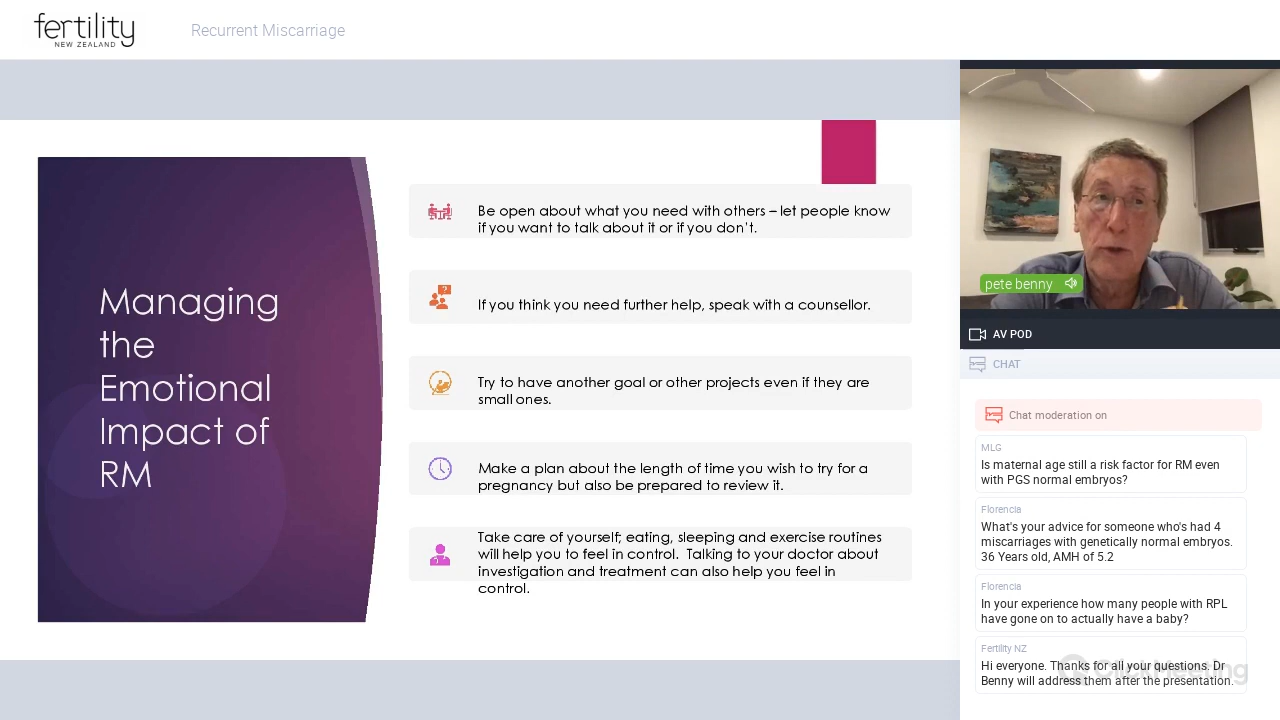 fertility
NEW ZEALAND
Recurrent Miscarriage
Managing
the
Emotional
Impact of
RM
Be open about what you need with others – let people know
if you want to talk about it or if you don't.
If you think you need further help, speak with a counsellor.
Try to have another goal or other projects even if they are
small ones.
Make a plan about the length of time you wish to try for a
pregnancy but also be prepared to review it.
Take care of yourself; eating, sleeping and exercise routines
will help you to feel in control.  Talking to your doctor about
investigation and treatment can also help you feel in
control.
pete benny
AV POD
CHAT
Chat moderation on
MLG
Is maternal age still a risk factor for RM even
with PGS normal embryos?
Florencia
What's your advice for someone who's had 4
miscarriages with genetically normal embryos.
36 Years old, AMH of 5.2
Florencia
In your experience how many people with RPL
have gone on to actually have a baby?
Fertility NZ
Hi everyone. Thanks for all your questions. Dr
Benny will address them after the presentation.
ClickMeeting